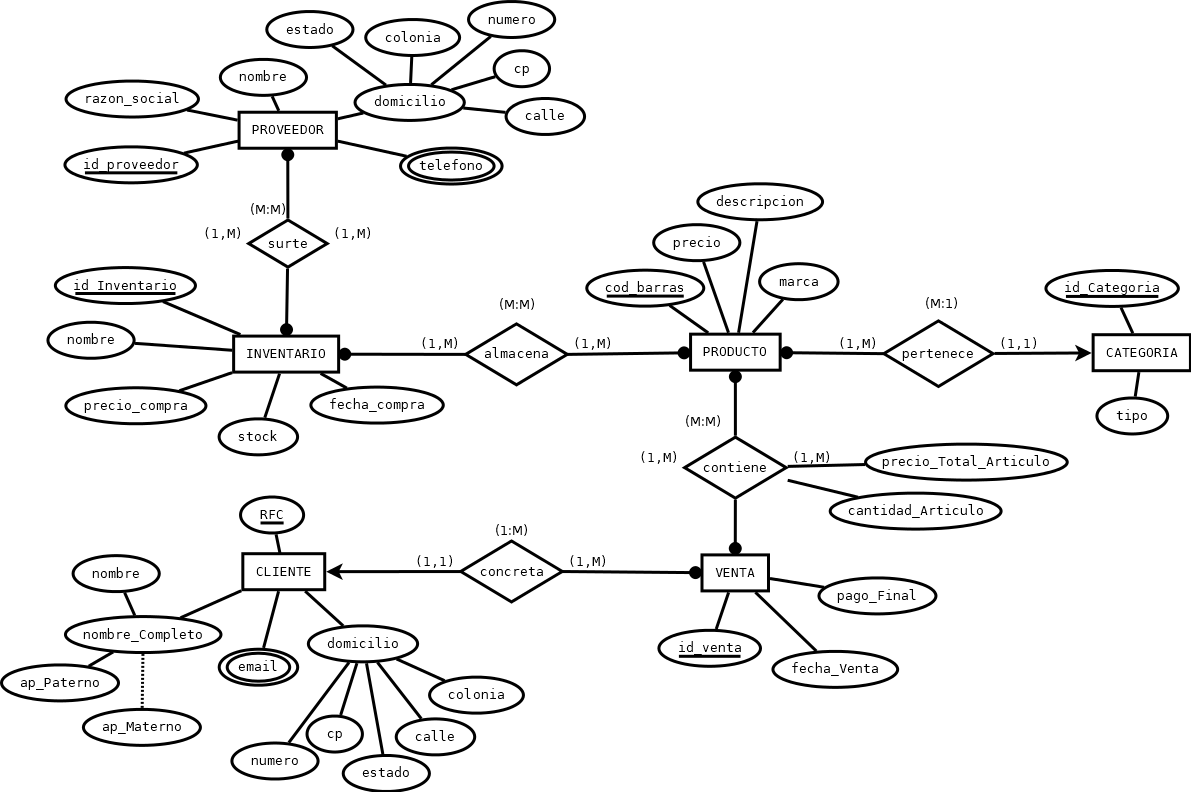 estado
numero
colonia
cp
nombre
razon_social
domicilio
calle
PROVEEDOR
id_proveedor
telefono
(M:M)
(1,M)
surte
(1,M)
descripcion
precio
id Inventario
cod_barras
marca
id_Categoria
(M:M)
(M:1)
nombre
INVENTARIO
(1,M)
almacena
(1,M)
PRODUCTO
(1,M)
pertenece
(1,1)
CATEGORIA
precio_compra
fecha_compra
stock
tipo
(M:M)
(1,M)
contiene
(1,M)
precio_Total_Articulo
cantidad_Articulo
RFC
(1:M)
CLIENTE
(1,1)
concreta
(1,M)
VENTA
nombre
pago_Final
nombre_Completo
domicilio
id_venta
email
fecha_Venta
ap_Paterno
colonia
ap_Materno
cp
calle
numero
estado